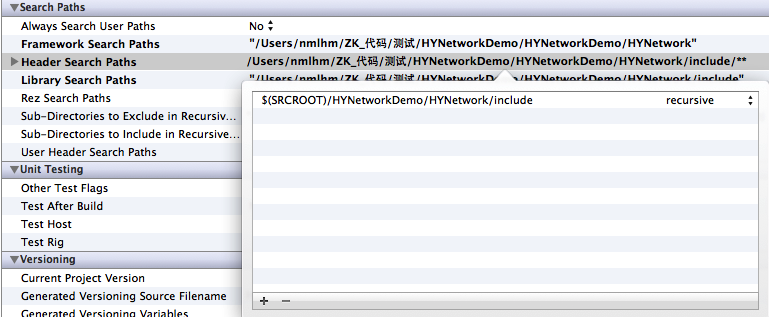 Search Paths
Always Search User Paths No
Framework Search Paths "/Users/nmlhm/ZK_代码/测试/HYNetworkDemo/HYNetworkDemo/HYNetwork"
Header Search Paths /Users/nmlhm/ZK_代码/测试/HYNetworkDemo/HYNetworkDemo/HYNetwork/include/**
Library Search Paths "/Users/nmlhm/ZK_代码/测试/HYNetworkDemo/HYNetworkDemo/HYNetwork/include"
Rez Search Paths
$(SRCROOT)/HYNetworkDemo/HYNetwork/include recursive
Sub-Directories to Exclude in Recursiv...
Sub-Directories to Include in Recursive...
User Header Search Paths
Unit Testing
Other Test Flags
Test After Build
Test Host
Test Rig
Versioning
Current Project Version
Generated Versioning Source Filename
Generated Versioning Variables